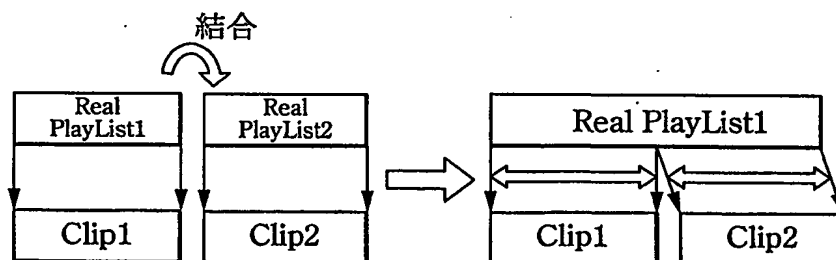 結合
Real
PlayList1
Real
PlayList2
Real PlayList1
Clip1
Clip2
Clip1
Clip2